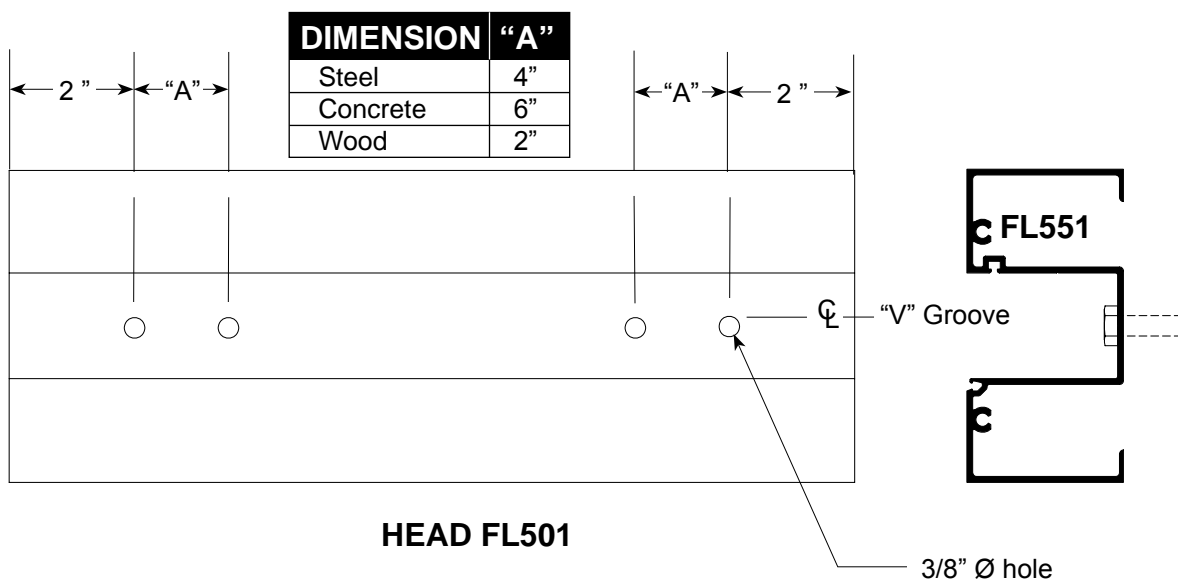 DIMENSION “A”
Steel 4”
Concrete 6”
Wood 2”
2 ” “A” “A” 2 ”
FL551
℄ “V” Groove
HEAD FL501
3/8” Ø hole